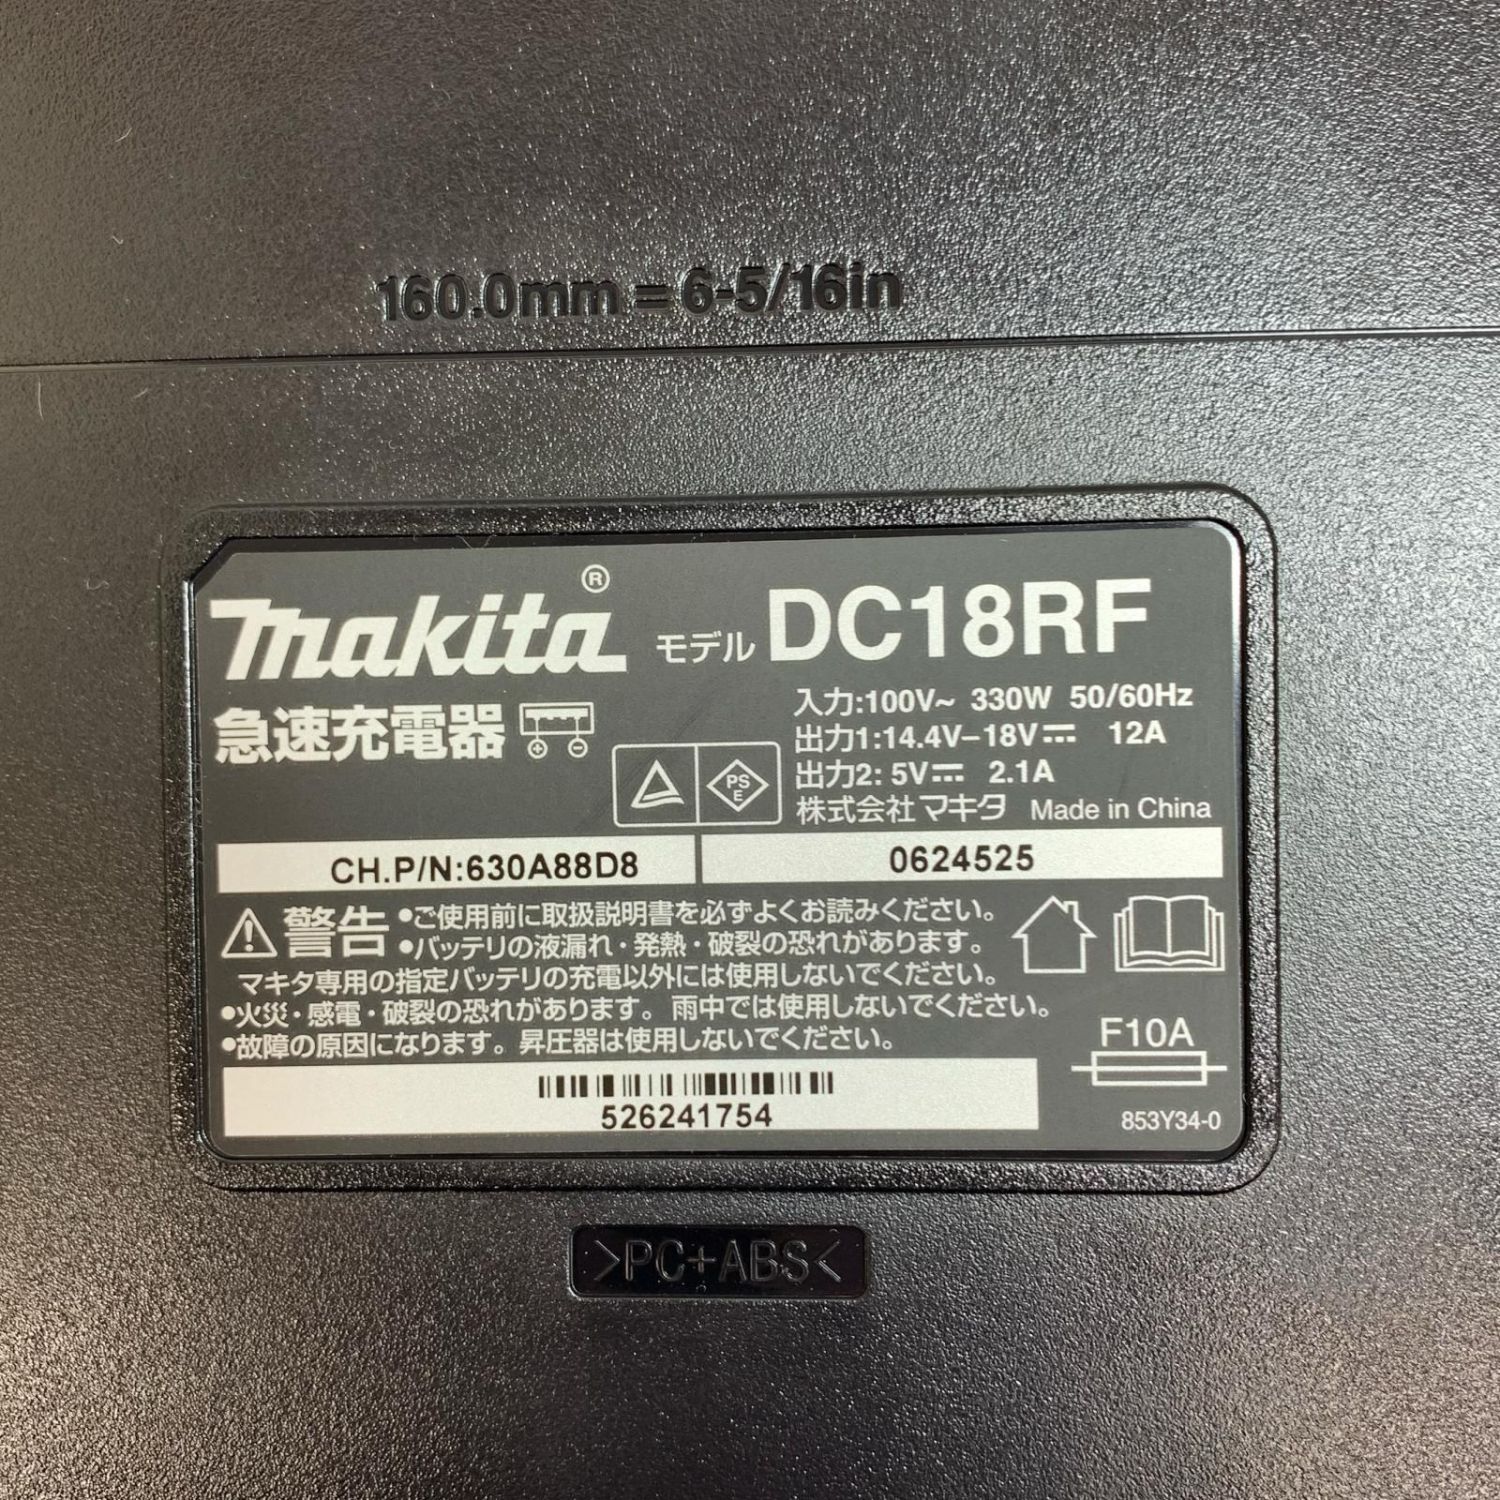 160.0mm=6-5/16in
makita® モデル DC18RF
急速充電器
入力:100V~ 330W 50/60Hz
出力1:14.4V–18V⎓ 12A
出力2: 5V⎓ 2.1A
PS
E
株式会社マキタ Made in China
CH.P/N:630A88D8
0624525
警告
•ご使用前に取扱説明書を必ずよくお読みください。
•バッテリの液漏れ・発熱・破裂の恐れがあります。
マキタ専用の指定バッテリの充電以外には使用しないでください。
•火災・感電・破裂の恐れがあります。雨中では使用しないでください。
•故障の原因になります。昇圧器は使用しないでください。
F10A
526241754
853Y34-0
>PC+ABS<